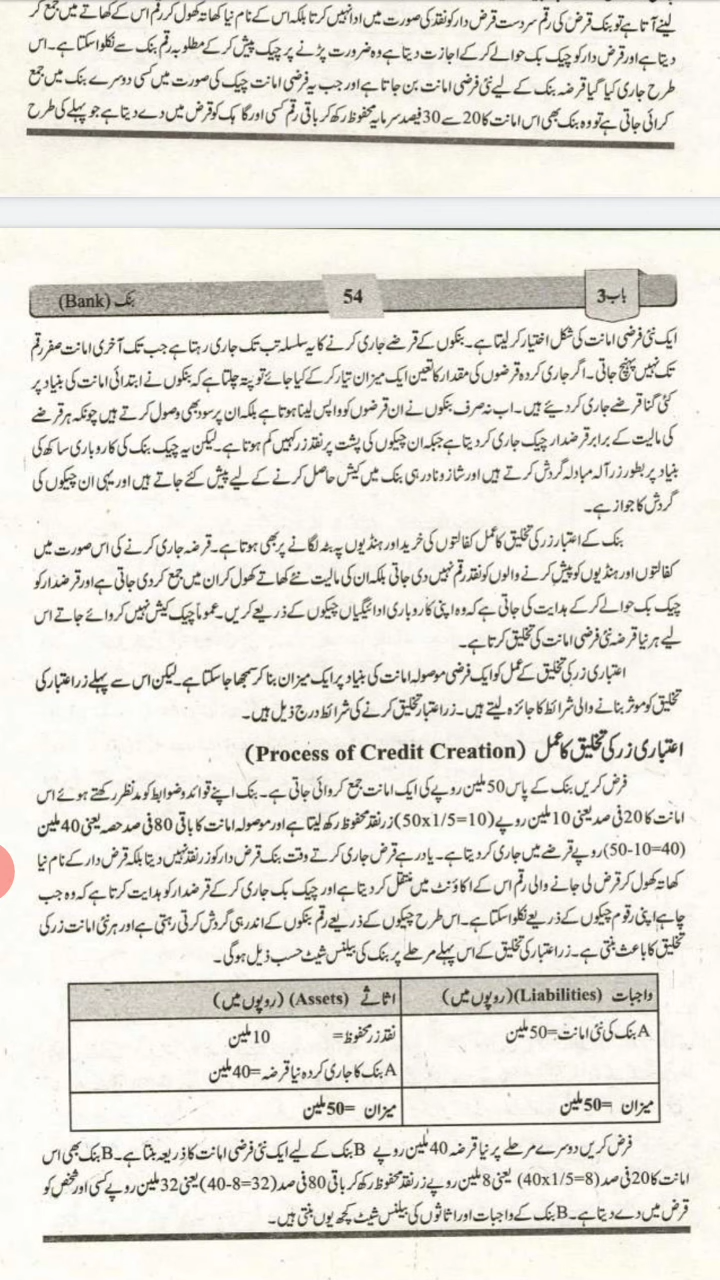 لینے آتا ہے تو بنک قرض کی رقم سردست قرض دار کو نقد کی صورت میں ادا نہیں کرتا بلکہ اس کے نام نیا کھاتہ کھول کر رقم اس کے کھاتے میں جمع کر
دیتا ہے اور قرض دار کو چیک بک حوالے کر کے اجازت دیتا ہے وہ ضرورت پڑنے پر چیک پیش کر کے مطلوبہ رقم بنک سے نکلوا سکتا ہے۔ اس
طرح جاری کیا گیا قرضہ بنک کے لیے نئی فرضی امانت بن جاتا ہے اور جب یہ فرضی امانت چیک کی صورت میں کسی دوسرے بنک میں جمع
کرائی جاتی ہے تو وہ بنک بھی اس امانت کا 20 سے 30 فیصد سرمایہ محفوظ رکھ کر باقی رقم کسی اور گاہک کو قرض میں دے دیتا ہے جو پہلے کی طرح
باب 3 54 بنک (Bank)
ایک نئی فرضی امانت کی شکل اختیار کر لیتا ہے۔ بنکوں کے قرضے جاری کرنے کا یہ سلسلہ تب تک جاری رہتا ہے جب تک آخری امانت صفر رقم
تک نہیں پہنچ جاتی۔ اگر جاری کردہ قرضوں کی مقدار کا تعین ایک میزان تیار کر کے کیا جائے تو پتہ چلتا ہے کہ بنکوں نے ابتدائی امانت کی بنیاد پر
کئی گنا قرضے جاری کر دیئے ہیں۔ اب نہ صرف بنکوں نے ان قرضوں کو واپس لینا ہوتا ہے بلکہ ان پر سود بھی وصول کرتے ہیں چونکہ ہر قرضے
کی مالیت کے برابر قرضدار چیک جاری کر دیتا ہے جبکہ ان چیکوں کی پشت پر نقد زر کہیں کم ہوتا ہے۔ لیکن یہ چیک بنک کی کاروباری ساکھ کی
بنیاد پر بطور زر آلہ مبادلہ گردش کرتے ہیں اور شاز و نادر ہی بنک میں کیش حاصل کرنے کے لیے پیش کئے جاتے ہیں اور یہی ان چیکوں کی
گردش کا جواز ہے۔
بنک کے اعتبار زر کی تخلیق کا عمل کفالتوں کی خرید اور ہنڈیوں پہ بٹہ لگانے پر بھی ہوتا ہے۔ قرضہ جاری کرنے کی اس صورت میں
کفالتوں اور ہنڈیوں کو پیش کرنے والوں کو نقد رقم نہیں دی جاتی بلکہ ان کی مالیت نئے کھاتے کھول کر ان میں جمع کر دی جاتی ہے اور قرضدار کو
چیک بک حوالے کر کے ہدایت کی جاتی ہے کہ وہ اپنی کاروباری ادائیگیاں چیکوں کے ذریعے کریں۔ عموماً چیک کیش نہیں کروائے جاتے اس
لیے ہر نیا قرضہ نئی فرضی امانت کی تخلیق کرتا ہے۔
اعتباری زر کی تخلیق کے عمل کو ایک فرضی موصولہ امانت کی بنیاد پر ایک میزان بنا کر سمجھا جا سکتا ہے۔ لیکن اس سے پہلے زر اعتبار کی
تخلیق کو موثر بنانے والی شرائط کا جائزہ لیتے ہیں۔ زر اعتبار تخلیق کرنے کی شرائط درج ذیل ہیں۔
اعتباری زر کی تخلیق کا عمل (Process of Credit Creation)
فرض کریں بنک کے پاس 50 ملین روپے کی ایک امانت جمع کروائی جاتی ہے۔ بنک اپنے قوائد و ضوابط کو مدنظر رکھتے ہوئے اس
امانت کا 20 فی صد یعنی 10 ملین روپے (50x1/5=10) زر نقد محفوظ رکھ لیتا ہے اور موصولہ امانت کا باقی 80 فی صد حصہ یعنی 40 ملین
(50-10=40) روپے قرضے میں جاری کر دیتا ہے۔ یاد رہے قرض جاری کرتے وقت بنک قرض دار کو زر نقد نہیں دیتا بلکہ قرض دار کے نام نیا
کھاتہ کھول کر قرض لی جانے والی رقم اس کے اکاؤنٹ میں منتقل کر دیتا ہے اور چیک بک جاری کر کے قرضدار کو ہدایت کرتا ہے کہ وہ جب
چاہے اپنی رقوم چیکوں کے ذریعے نکلوا سکتا ہے۔ اس طرح چیکوں کے ذریعے رقم بنکوں کے اندر ہی گردش کرتی رہتی ہے اور ہر نئی امانت زر کی
تخلیق کا باعث بنتی ہے۔ زر اعتبار کی تخلیق کے اس پہلے مرحلے پر بنک کی بیلنس شیٹ حسب ذیل ہوگی۔
واجبات (Liabilities) (روپوں میں) اثاثے (Assets) (روپوں میں)
A بنک کی نئی امانت =50 ملین نقد زر محفوظ= 10 ملین
A بنک کا جاری کردہ نیا قرضہ =40 ملین
میزان =50 ملین میزان =50 ملین
فرض کریں دوسرے مرحلے پر نیا قرضہ 40 ملین روپے B بنک کے لیے ایک نئی فرضی امانت کا ذریعہ بنتا ہے۔ B بنک بھی اس
امانت کا 20 فی صد (40x1/5=8) یعنی 8 ملین روپے زر نقد محفوظ رکھ کر باقی 80 فی صد (40-8=32) یعنی 32 ملین روپے کسی اور شخص کو
قرض میں دے دیتا ہے۔ B بنک کے واجبات اور اثاثوں کی بیلنس شیٹ کچھ یوں بنتی ہیں۔